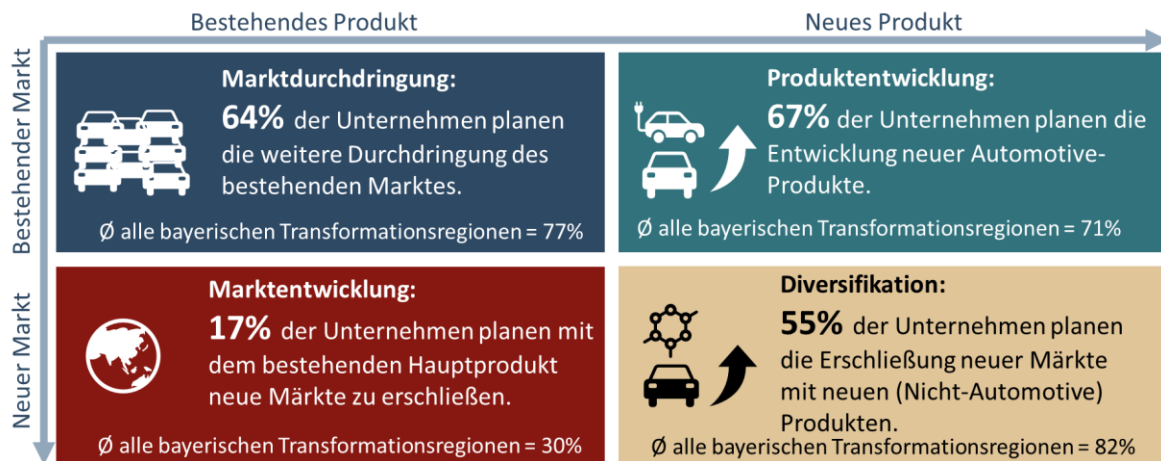 Bestehendes Produkt
Neues Produkt
Bestehender Markt
Marktdurchdringung:
64% der Unternehmen planen
die weitere Durchdringung des
bestehenden Marktes.
Ø alle bayerischen Transformationsregionen = 77%
Produktentwicklung:
67% der Unternehmen planen die
Entwicklung neuer Automotive-
Produkte.
Ø alle bayerischen Transformationsregionen = 71%
Neuer Markt
Marktentwicklung:
17% der Unternehmen planen mit
dem bestehenden Hauptprodukt
neue Märkte zu erschließen.
Ø alle bayerischen Transformationsregionen = 30%
Diversifikation:
55% der Unternehmen planen
die Erschließung neuer Märkte
mit neuen (Nicht-Automotive)
Produkten.
Ø alle bayerischen Transformationsregionen = 82%